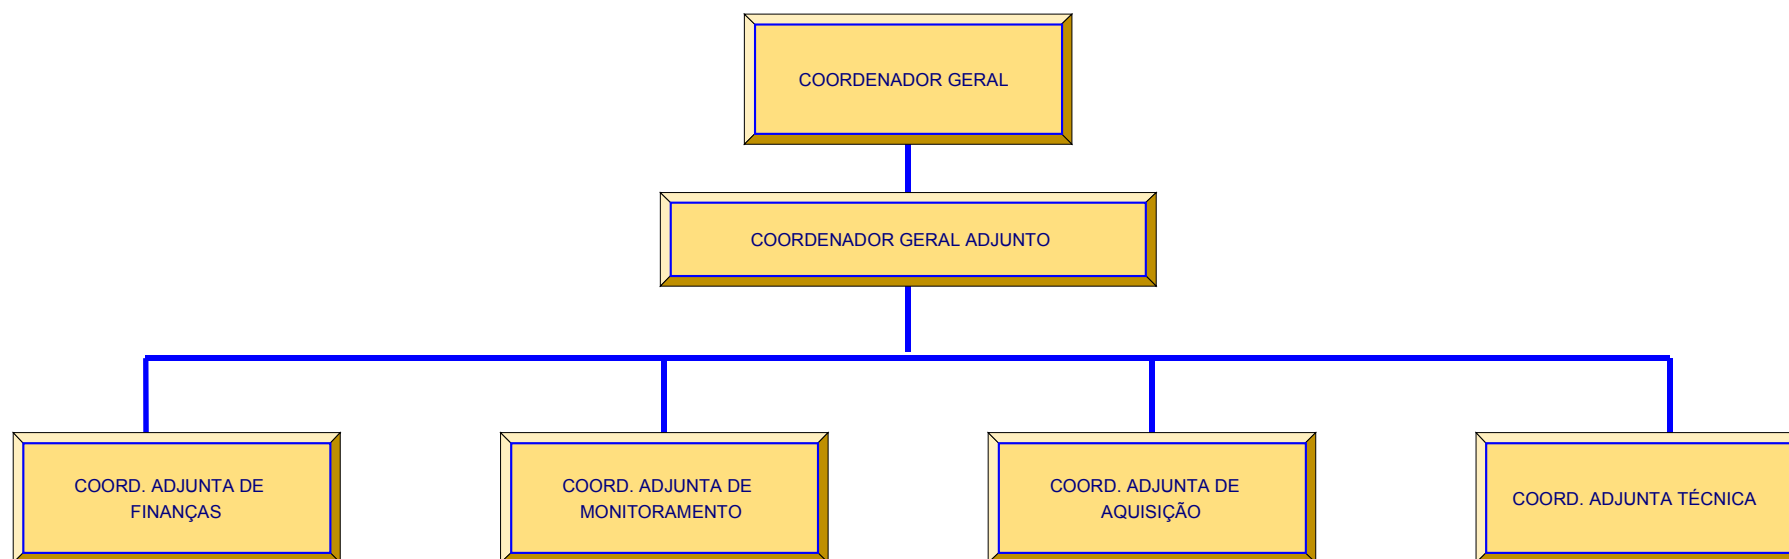 COORDENADOR GERAL
COORDENADOR GERAL ADJUNTO
COORD. ADJUNTA DE
FINANÇAS
COORD. ADJUNTA DE
MONITORAMENTO
COORD. ADJUNTA DE
AQUISIÇÃO
COORD. ADJUNTA TÉCNICA